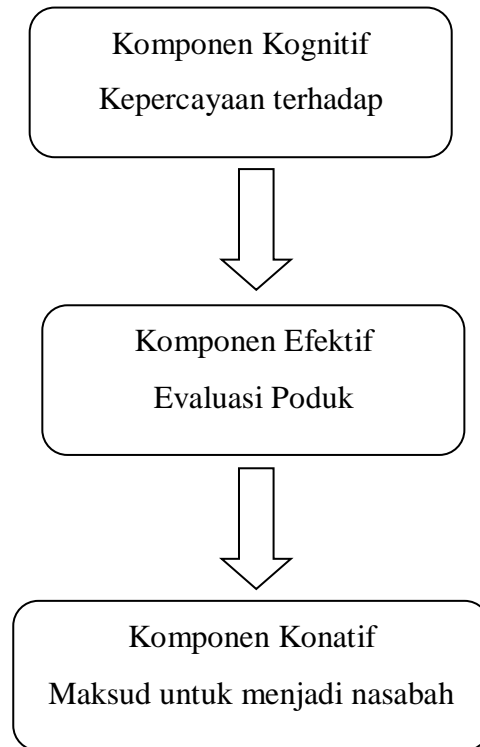 Komponen Kognitif
Kepercayaan terhadap
Komponen Efektif
Evaluasi Poduk
Komponen Konatif
Maksud untuk menjadi nasabah